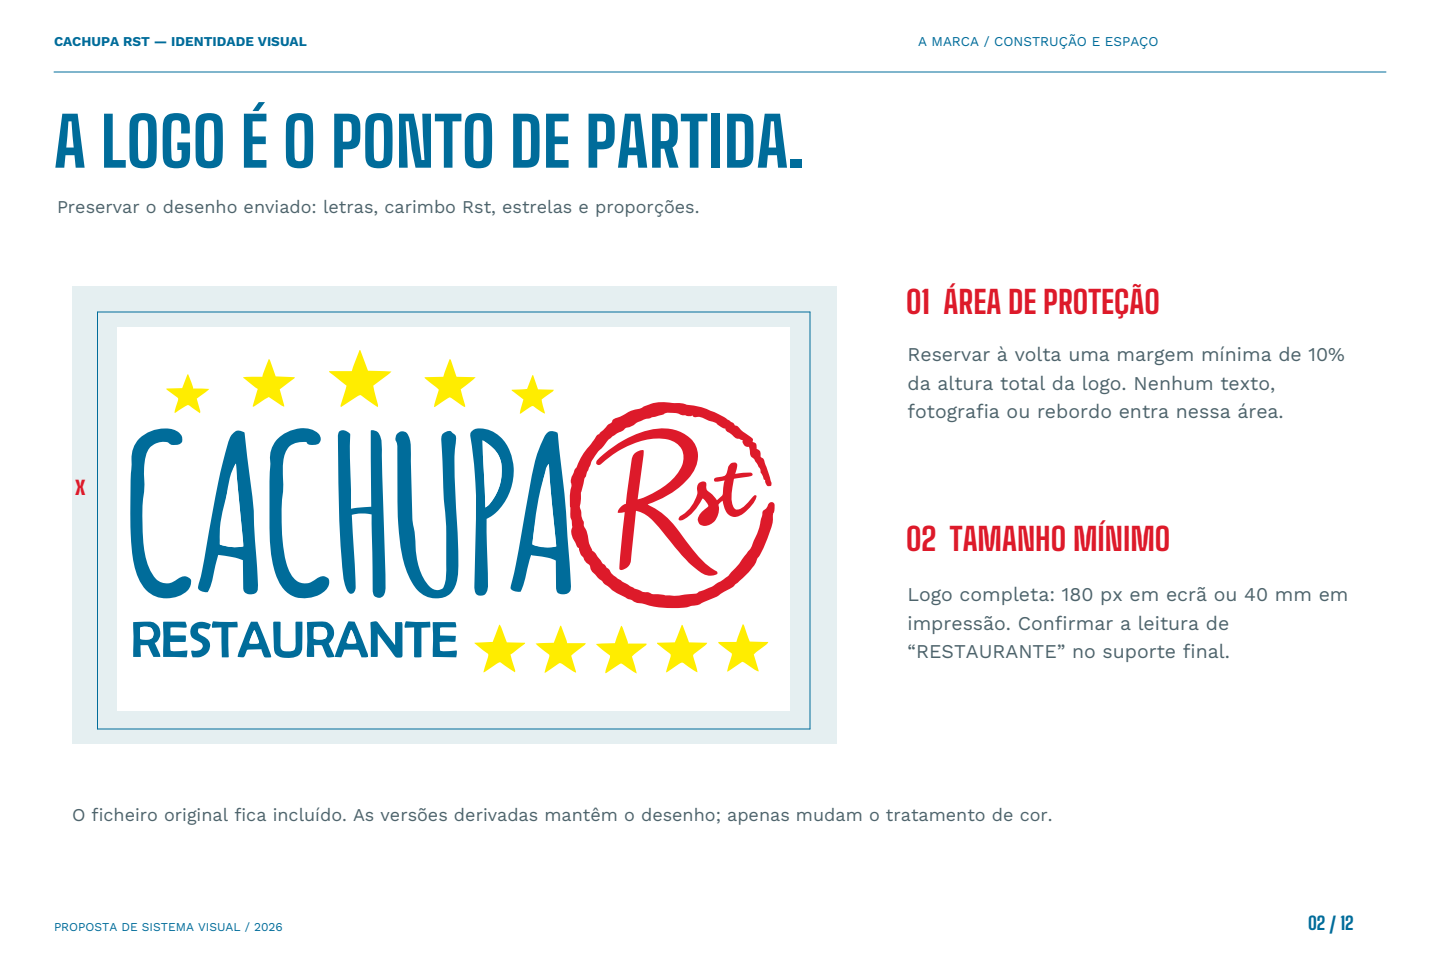 CACHUPA RST — IDENTIDADE VISUAL
A MARCA / CONSTRUÇÃO E ESPAÇO
A LOGO É O PONTO DE PARTIDA.
Preservar o desenho enviado: letras, carimbo Rst, estrelas e proporções.
X
CACHUPA Rst
RESTAURANTE
01 ÁREA DE PROTEÇÃO
Reservar à volta uma margem mínima de 10%
da altura total da logo. Nenhum texto,
fotografia ou rebordo entra nessa área.
02 TAMANHO MÍNIMO
Logo completa: 180 px em ecrã ou 40 mm em
impressão. Confirmar a leitura de
“RESTAURANTE” no suporte final.
O ficheiro original fica incluído. As versões derivadas mantêm o desenho; apenas mudam o tratamento de cor.
PROPOSTA DE SISTEMA VISUAL / 2026
02 / 12